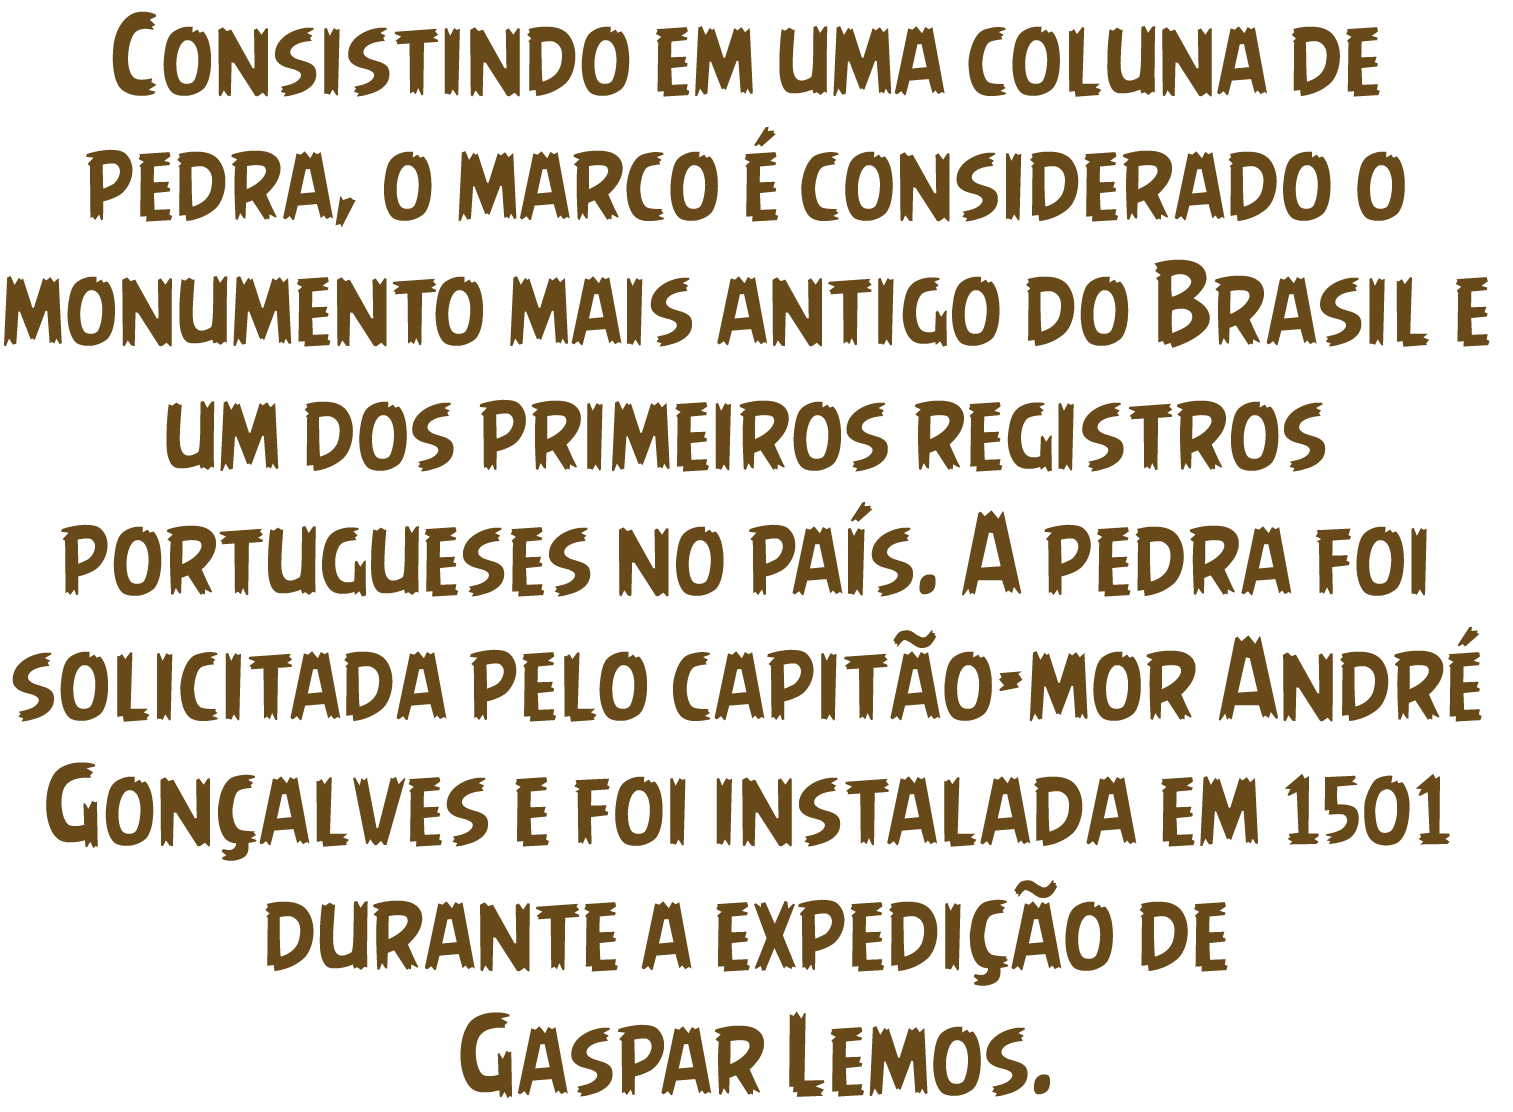 Consistindo em uma coluna de
pedra, o marco é considerado o
monumento mais antigo do Brasil e
um dos primeiros registros
portugueses no país. A pedra foi
solicitada pelo capitão-mor André
Gonçalves e foi instalada em 1501
durante a expedição de
Gaspar Lemos.